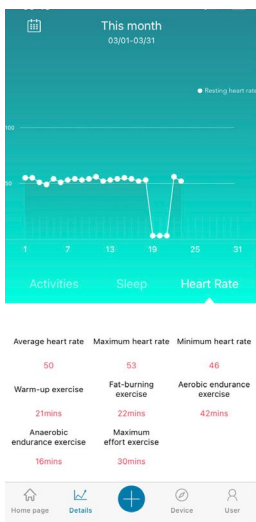 This month
03/01-03/31
Resting heart rate
100
50
1 7 13 19 25 31
Activities Sleep Heart Rate
Average heart rate Maximum heart rate Minimum heart rate
50 53 46
Warm-up exercise Fat-burning exercise Aerobic endurance exercise
21mins 22mins 42mins
Anaerobic endurance exercise Maximum effort exercise
16mins 30mins
Home page Details Device User